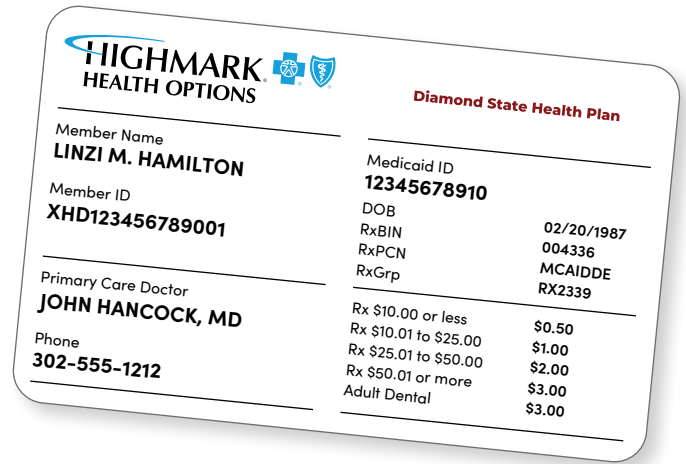 HIGHMARK
HEALTH OPTIONS
Diamond State Health Plan
Member Name
LINZI M. HAMILTON
Member ID
XHD123456789001
Primary Care Doctor
JOHN HANCOCK, MD
Phone
302-555-1212
Medicaid ID
12345678910
DOB 02/20/1987
RxBIN 004336
RxPCN MCAIDDE
RxGrp RX2339
Rx $10.00 or less $0.50
Rx $10.01 to $25.00 $1.00
Rx $25.01 to $50.00 $2.00
Rx $50.01 or more $3.00
Adult Dental $3.00